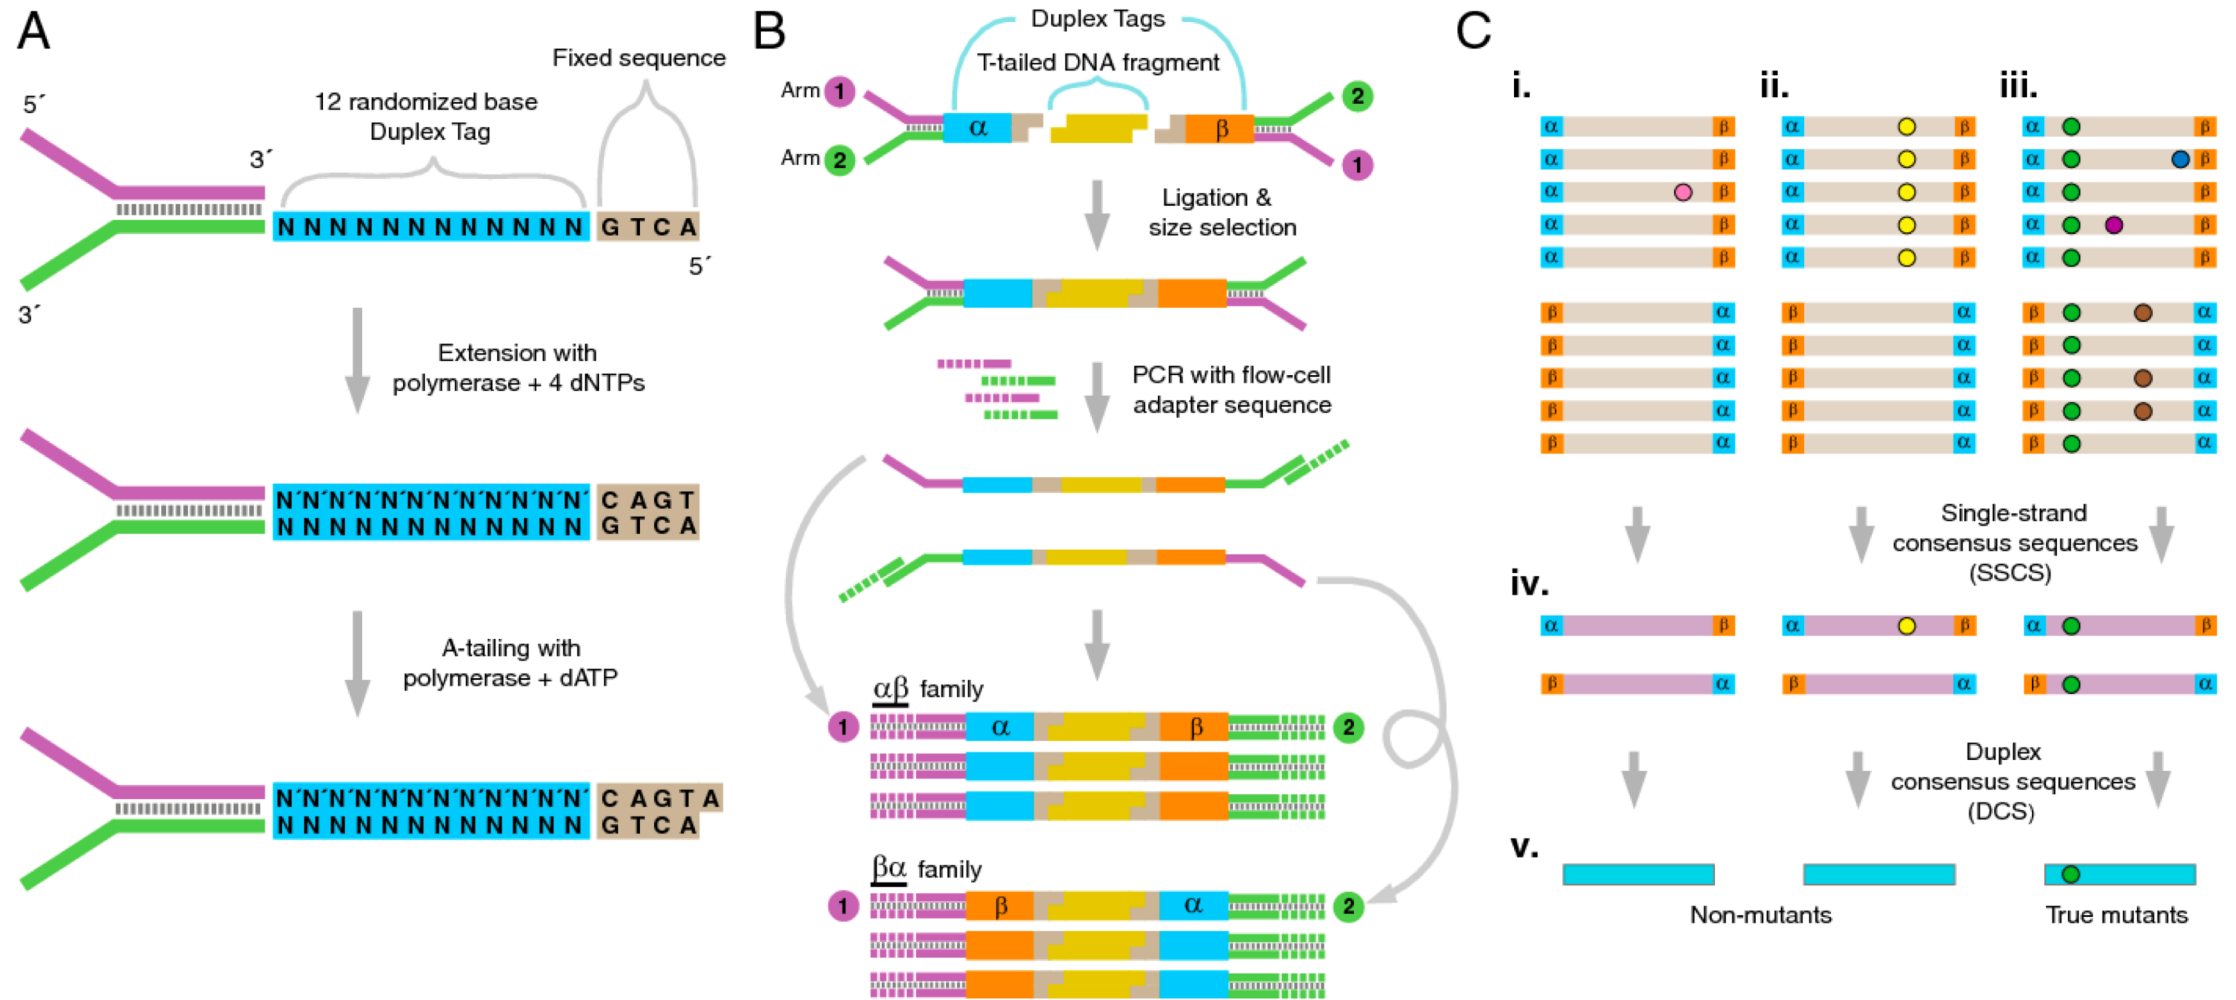 A
Fixed sequence
5´
12 randomized base
Duplex Tag
3´
N N N N N N N N N N N N G T C A
5´
3´
Extension with
polymerase + 4 dNTPs
N´N´N´N´N´N´N´N´N´N´N´N´ C A G T
N N N N N N N N N N N N G T C A
A-tailing with
polymerase + dATP
N´N´N´N´N´N´N´N´N´N´N´N´ C A G T A
N N N N N N N N N N N N G T C A
B
Duplex Tags
T-tailed DNA fragment
Arm 1
2
α
β
Arm 2
1
Ligation &
size selection
PCR with flow-cell
adapter sequence
αβ family
1 α β 2
βα family
1 β α 2
C
i.
ii.
iii.
α β α β α β
α β α β α β
α β α β α β
α β α β α β
α β α β α β
β α β α β α
β α β α β α
β α β α β α
β α β α β α
β α β α β α
Single-strand
consensus sequences
(SSCS)
iv.
α β α β α β
β α β α β α
Duplex
consensus sequences
(DCS)
v.
Non-mutants
True mutants